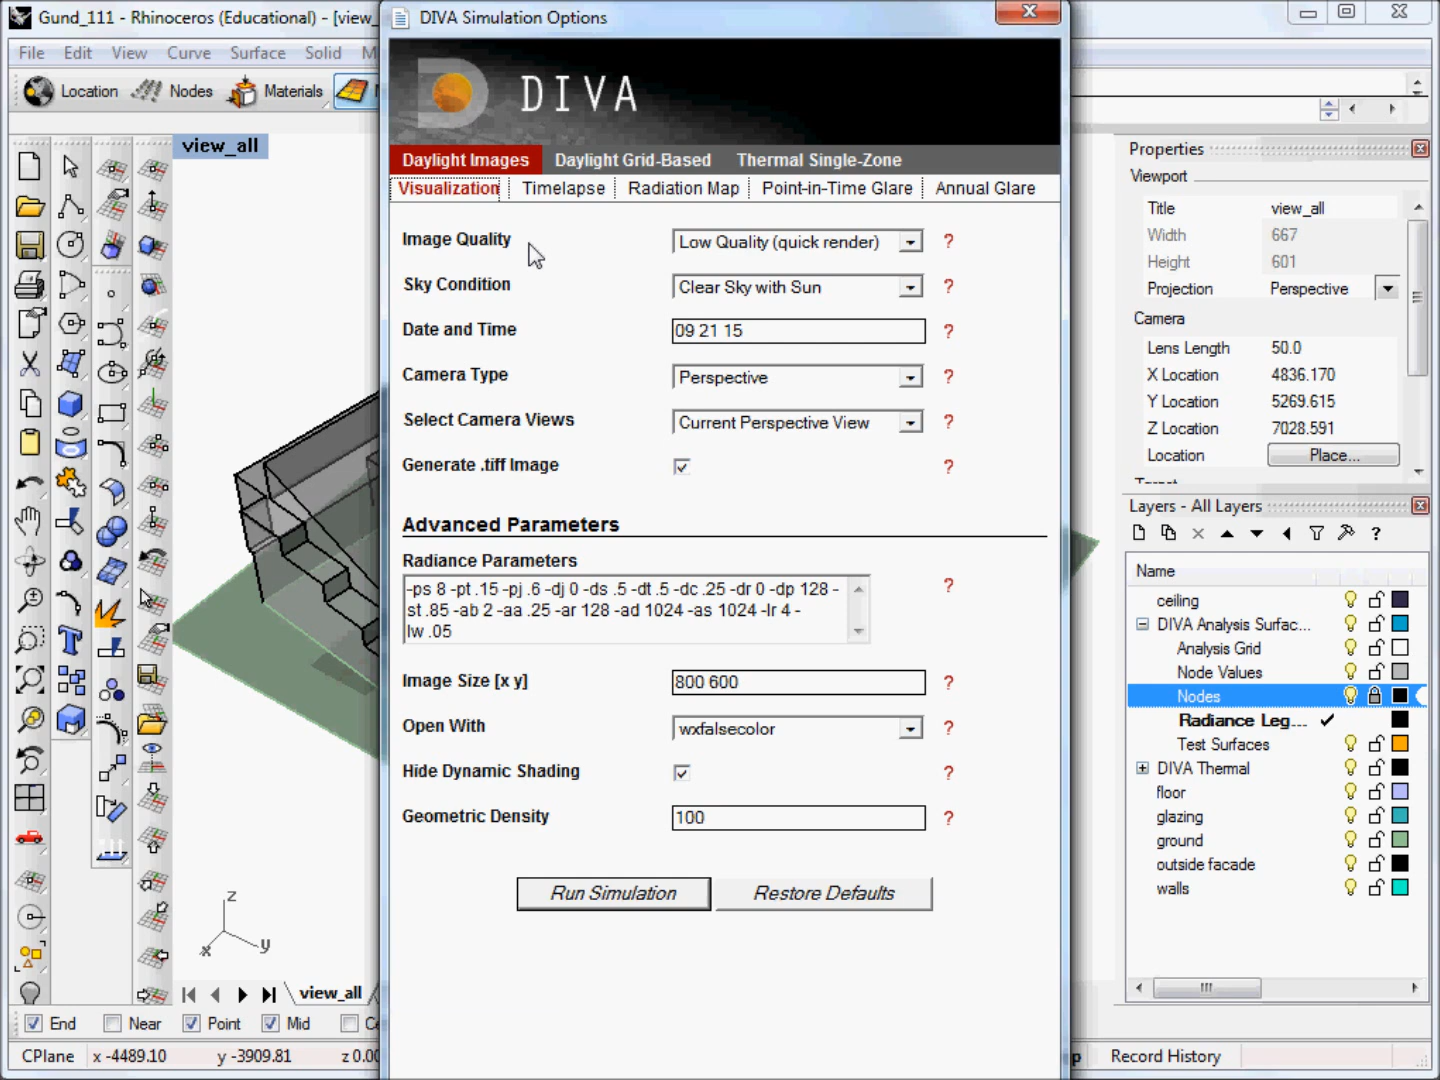 Gund_111 - Rhinoceros (Educational) - [view_
DIVA Simulation Options
File Edit View Curve Surface Solid M
Location Nodes Materials
DIVA
view_all
Daylight Images Daylight Grid-Based Thermal Single-Zone
Visualization Timelapse Radiation Map Point-in-Time Glare Annual Glare
Image Quality Low Quality (quick render) ?
Sky Condition Clear Sky with Sun ?
Date and Time 09 21 15 ?
Camera Type Perspective ?
Select Camera Views Current Perspective View ?
Generate .tiff Image ?
Advanced Parameters
Radiance Parameters ?
-ps 8 -pt .15 -pj .6 -dj 0 -ds .5 -dt .5 -dc .25 -dr 0 -dp 128 -
st .85 -ab 2 -aa .25 -ar 128 -ad 1024 -as 1024 -lr 4 -
lw .05
Image Size [x y] 800 600 ?
Open With wxfalsecolor ?
Hide Dynamic Shading ?
Geometric Density 100 ?
Run Simulation Restore Defaults
Properties
Viewport
Title view_all
Width 667
Height 601
Projection Perspective
Camera
Lens Length 50.0
X Location 4836.170
Y Location 5269.615
Z Location 7028.591
Location Place...
Layers - All Layers
?
Name
ceiling
DIVA Analysis Surfac...
Analysis Grid
Node Values
Nodes
Radiance Leg...
Test Surfaces
DIVA Thermal
floor
glazing
ground
outside facade
walls
z
x y
view_all
End Near Point Mid Ce
CPlane x -4489.10 y -3909.81 z 0.00
p Record History